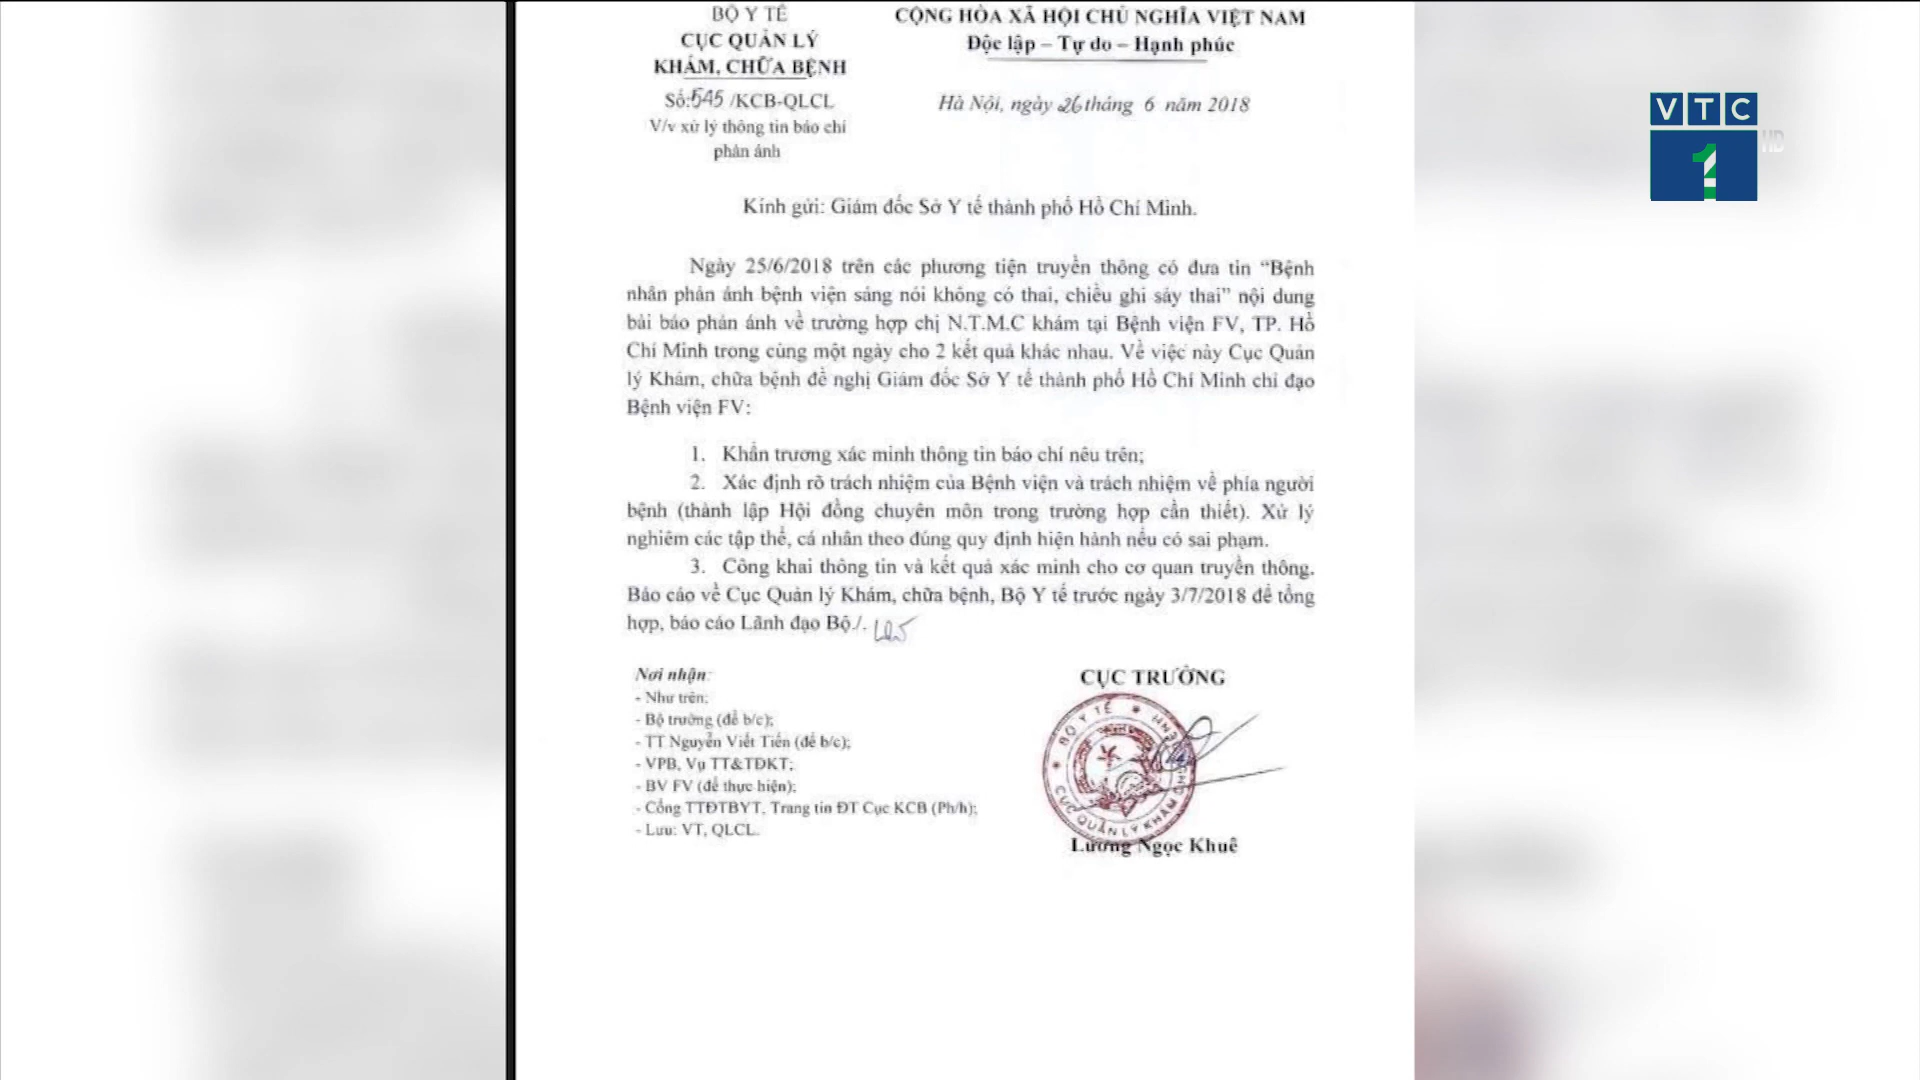 BỘ Y TẾ
CỤC QUẢN LÝ
KHÁM, CHỮA BỆNH
Số:545 /KCB-QLCL
V/v xử lý thông tin báo chí
phản ánh
CỘNG HÒA XÃ HỘI CHỦ NGHĨA VIỆT NAM
Độc lập – Tự do – Hạnh phúc
Hà Nội, ngày 26 tháng 6 năm 2018
VTC
1
HD
Kính gửi: Giám đốc Sở Y tế thành phố Hồ Chí Minh.
Ngày 25/6/2018 trên các phương tiện truyền thông có đưa tin “Bệnh
nhân phản ánh bệnh viện sáng nói không có thai, chiều ghi sảy thai” nội dung
bài báo phản ánh về trường hợp chị N.T.M.C khám tại Bệnh viện FV, TP. Hồ
Chí Minh trong cùng một ngày cho 2 kết quả khác nhau. Về việc này Cục Quản
lý Khám, chữa bệnh đề nghị Giám đốc Sở Y tế thành phố Hồ Chí Minh chỉ đạo
Bệnh viện FV:
1. Khẩn trương xác minh thông tin báo chí nêu trên;
2. Xác định rõ trách nhiệm của Bệnh viện và trách nhiệm về phía người
bệnh (thành lập Hội đồng chuyên môn trong trường hợp cần thiết). Xử lý
nghiêm các tập thể, cá nhân theo đúng quy định hiện hành nếu có sai phạm.
3. Công khai thông tin và kết quả xác minh cho cơ quan truyền thông.
Báo cáo về Cục Quản lý Khám, chữa bệnh, Bộ Y tế trước ngày 3/7/2018 để tổng
hợp, báo cáo Lãnh đạo Bộ./.
Nơi nhận:
- Như trên;
- Bộ trưởng (để b/c);
- TT Nguyễn Viết Tiến (để b/c);
- VPB, Vụ TT&TĐKT;
- BV FV (để thực hiện);
- Cổng TTĐTBYT, Trang tin ĐT Cục KCB (Ph/h);
- Lưu: VT, QLCL.
CỤC TRƯỞNG
BỘ Y TẾ
CỤC QUẢN LÝ KHÁM
Lương Ngọc Khuê